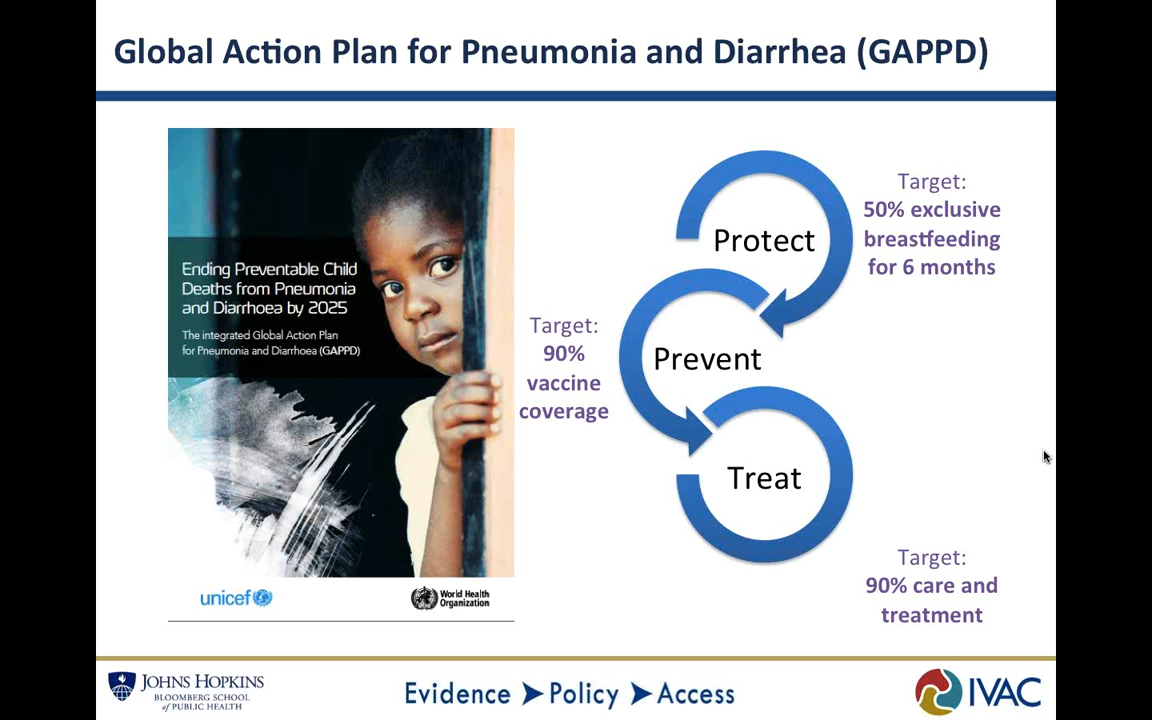 Global Action Plan for Pneumonia and Diarrhea (GAPPD)
Ending Preventable Child
Deaths from Pneumonia
and Diarrhoea by 2025
The integrated Global Action Plan
for Pneumonia and Diarrhoea (GAPPD)
unicef
World Health
Organization
Protect
Target:
50% exclusive
breastfeeding
for 6 months
Target:
90%
vaccine
coverage
Prevent
Treat
Target:
90% care and
treatment
JOHNS HOPKINS
BLOOMBERG SCHOOL
of PUBLIC HEALTH
Evidence Policy Access
IVAC